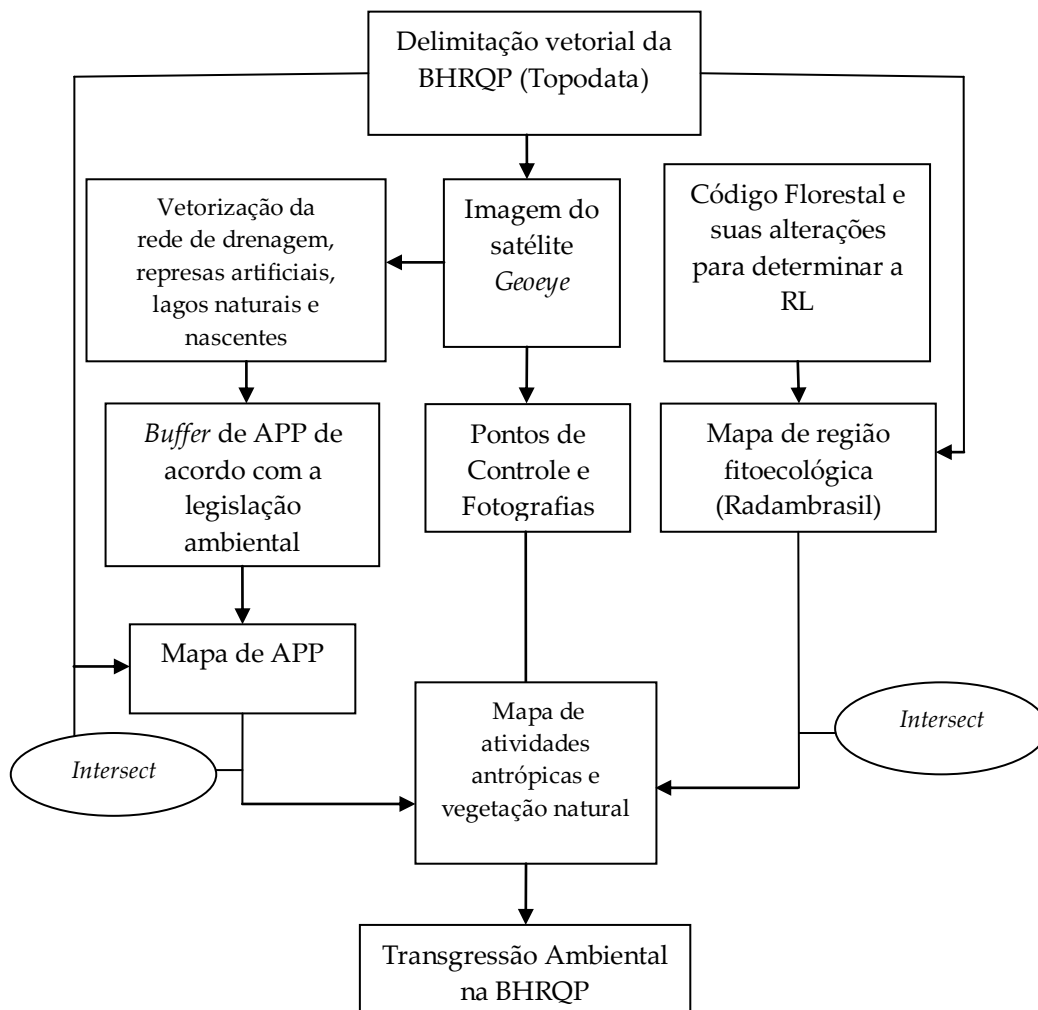 Delimitação vetorial da
BHRQP (Topodata)
Vetorização da
rede de drenagem,
represas artificiais,
lagos naturais e
nascentes
Imagem do
satélite
Geoeye
Código Florestal e
suas alterações
para determinar a
RL
Buffer de APP de
acordo com a
legislação
ambiental
Pontos de
Controle e
Fotografias
Mapa de região
fitoecológica
(Radambrasil)
Mapa de APP
Mapa de
atividades
antrópicas e
vegetação natural
Intersect
Intersect
Transgressão Ambiental
na BHRQP